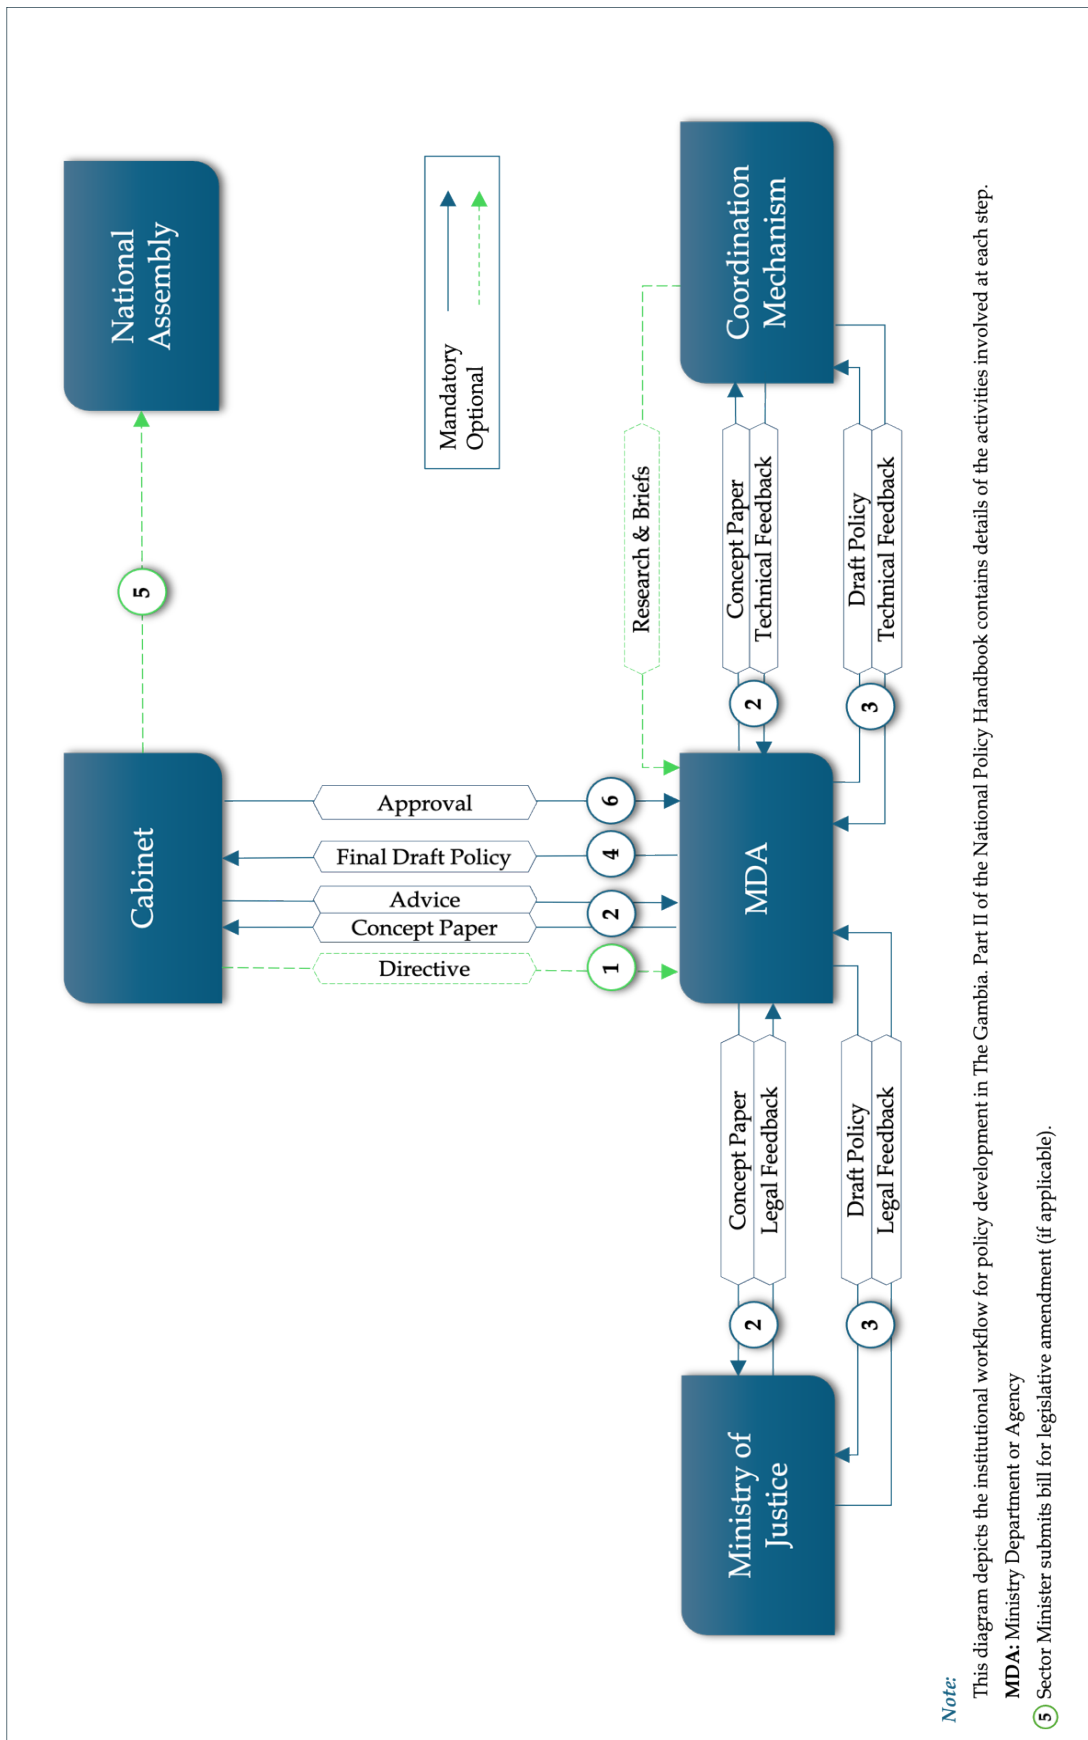 National
Assembly
5
Cabinet
Mandatory
Optional
Approval
6
Final Draft Policy
4
Advice
Concept Paper
2
Directive
1
Coordination
Mechanism
Research & Briefs
Concept Paper
Technical Feedback
2
Draft Policy
Technical Feedback
3
MDA
Concept Paper
Legal Feedback
2
Draft Policy
Legal Feedback
3
Ministry of
Justice
Note:
This diagram depicts the institutional workflow for policy development in The Gambia. Part II of the National Policy Handbook contains details of the activities involved at each step.
MDA: Ministry Department or Agency
5 Sector Minister submits bill for legislative amendment (if applicable).